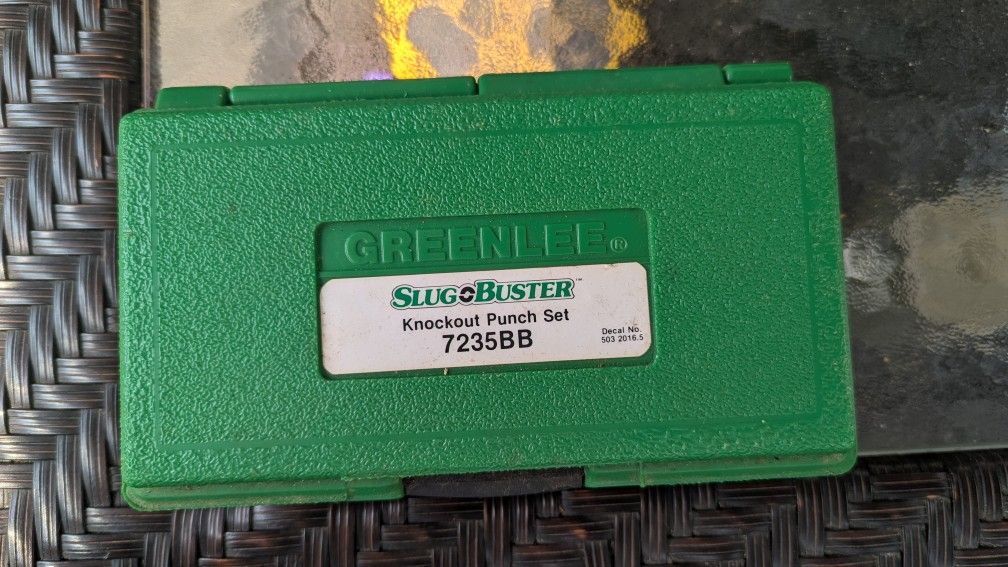 GREENLEE®
SLUG BUSTER™
Knockout Punch Set
7235BB
Decal No.
503 2016.5